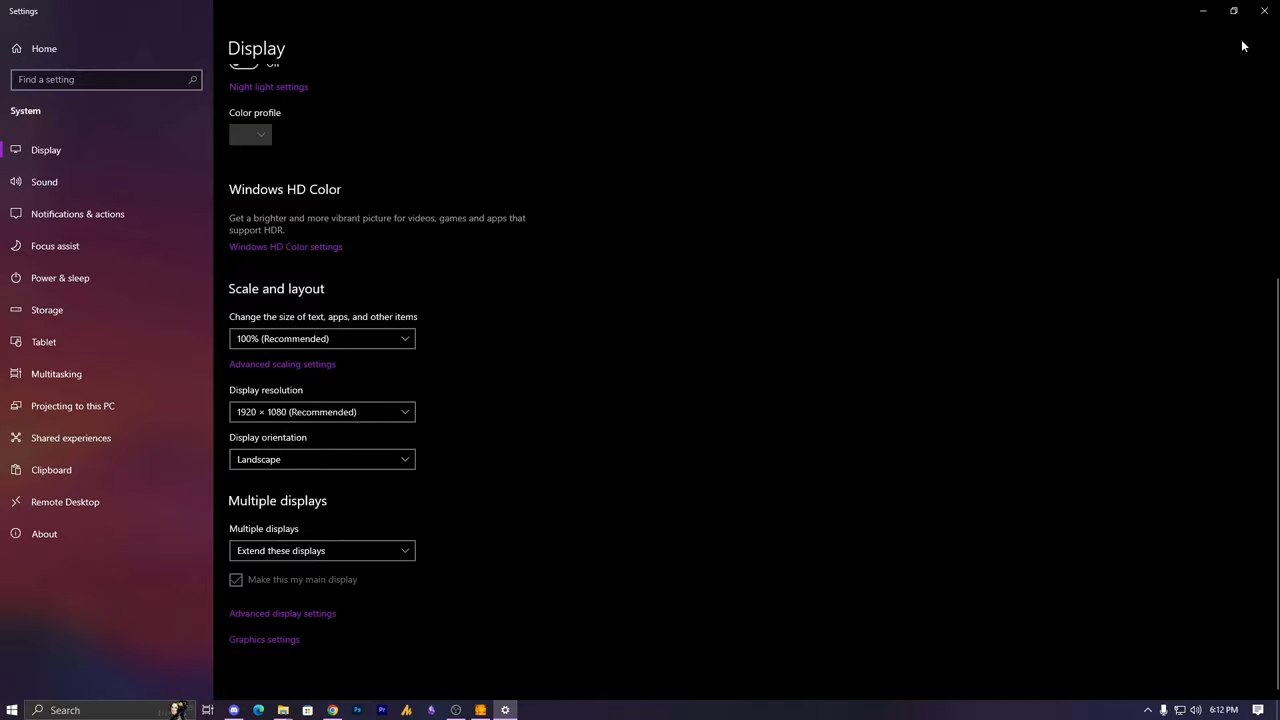 Settings
Home
Find a setting
System
Display
Sound
Notifications & actions
Focus assist
Power & sleep
Storage
Tablet
Multitasking
Projecting to this PC
Shared experiences
Clipboard
Remote Desktop
About
Display
Off
Night light settings
Color profile
Windows HD Color
Get a brighter and more vibrant picture for videos, games and apps that
support HDR.
Windows HD Color settings
Scale and layout
Change the size of text, apps, and other items
100% (Recommended)
Advanced scaling settings
Display resolution
1920 × 1080 (Recommended)
Display orientation
Landscape
Multiple displays
Multiple displays
Extend these displays
Make this my main display
Advanced display settings
Graphics settings
Search
Ps
Pr
6:12 PM